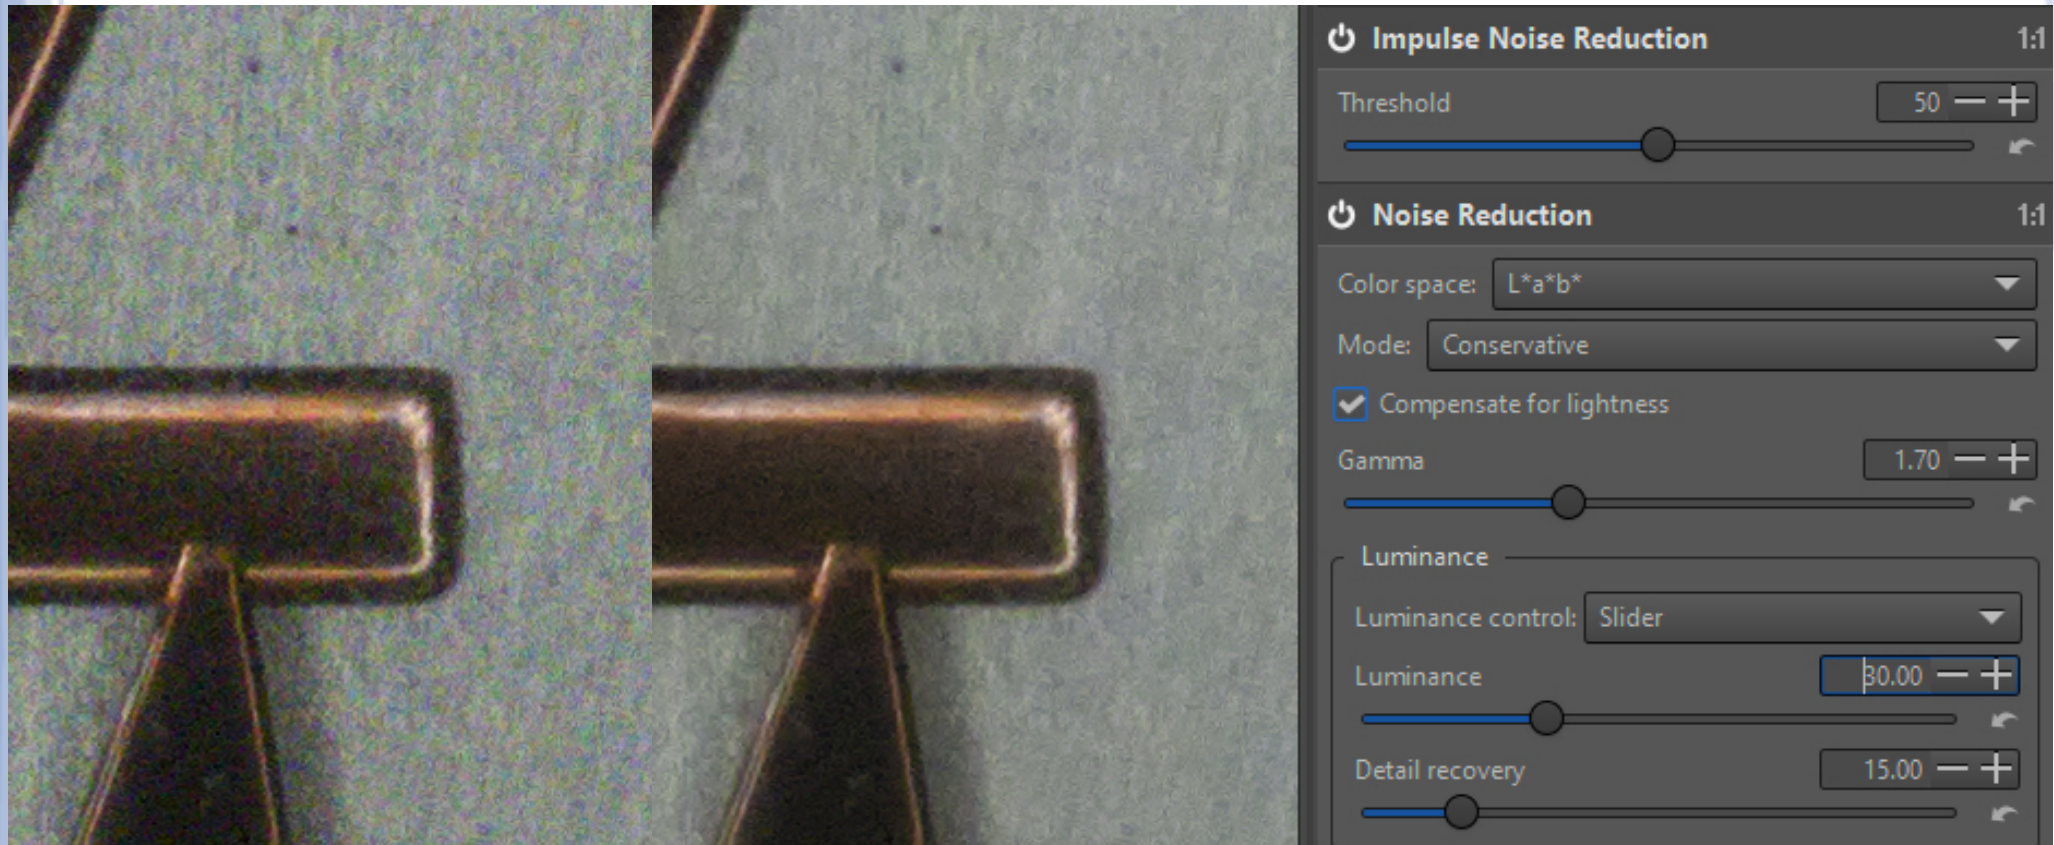 Impulse Noise Reduction 1:1
Threshold 50
Noise Reduction 1:1
Color space: L*a*b*
Mode: Conservative
Compensate for lightness
Gamma 1.70
Luminance
Luminance control: Slider
Luminance 30.00
Detail recovery 15.00